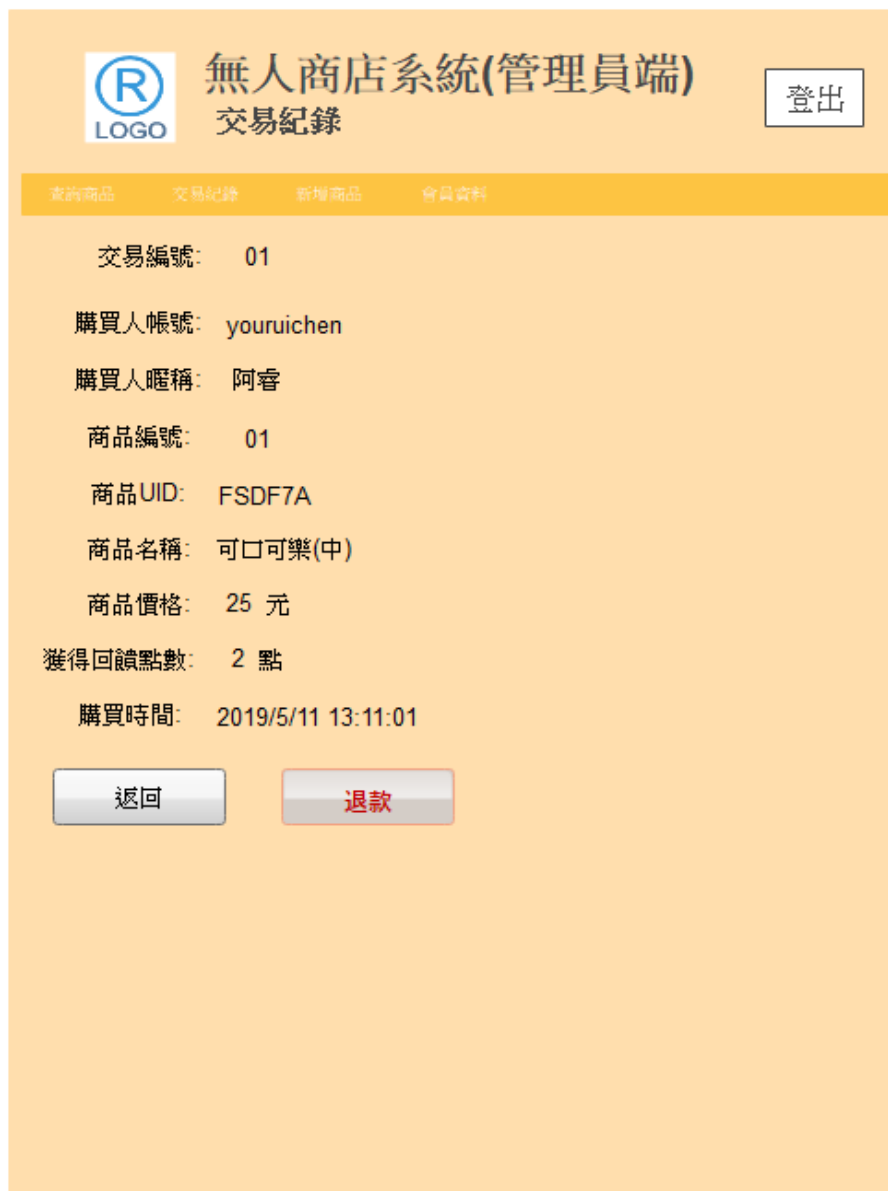 R
LOGO
無人商店系統(管理員端)
交易紀錄
登出
查詢商品 交易紀錄 新增商品 會員資料
交易編號: 01
購買人帳號: youruichen
購買人暱稱: 阿睿
商品編號: 01
商品UID: FSDF7A
商品名稱: 可口可樂(中)
商品價格: 25 元
獲得回饋點數: 2 點
購買時間: 2019/5/11 13:11:01
返回 退款